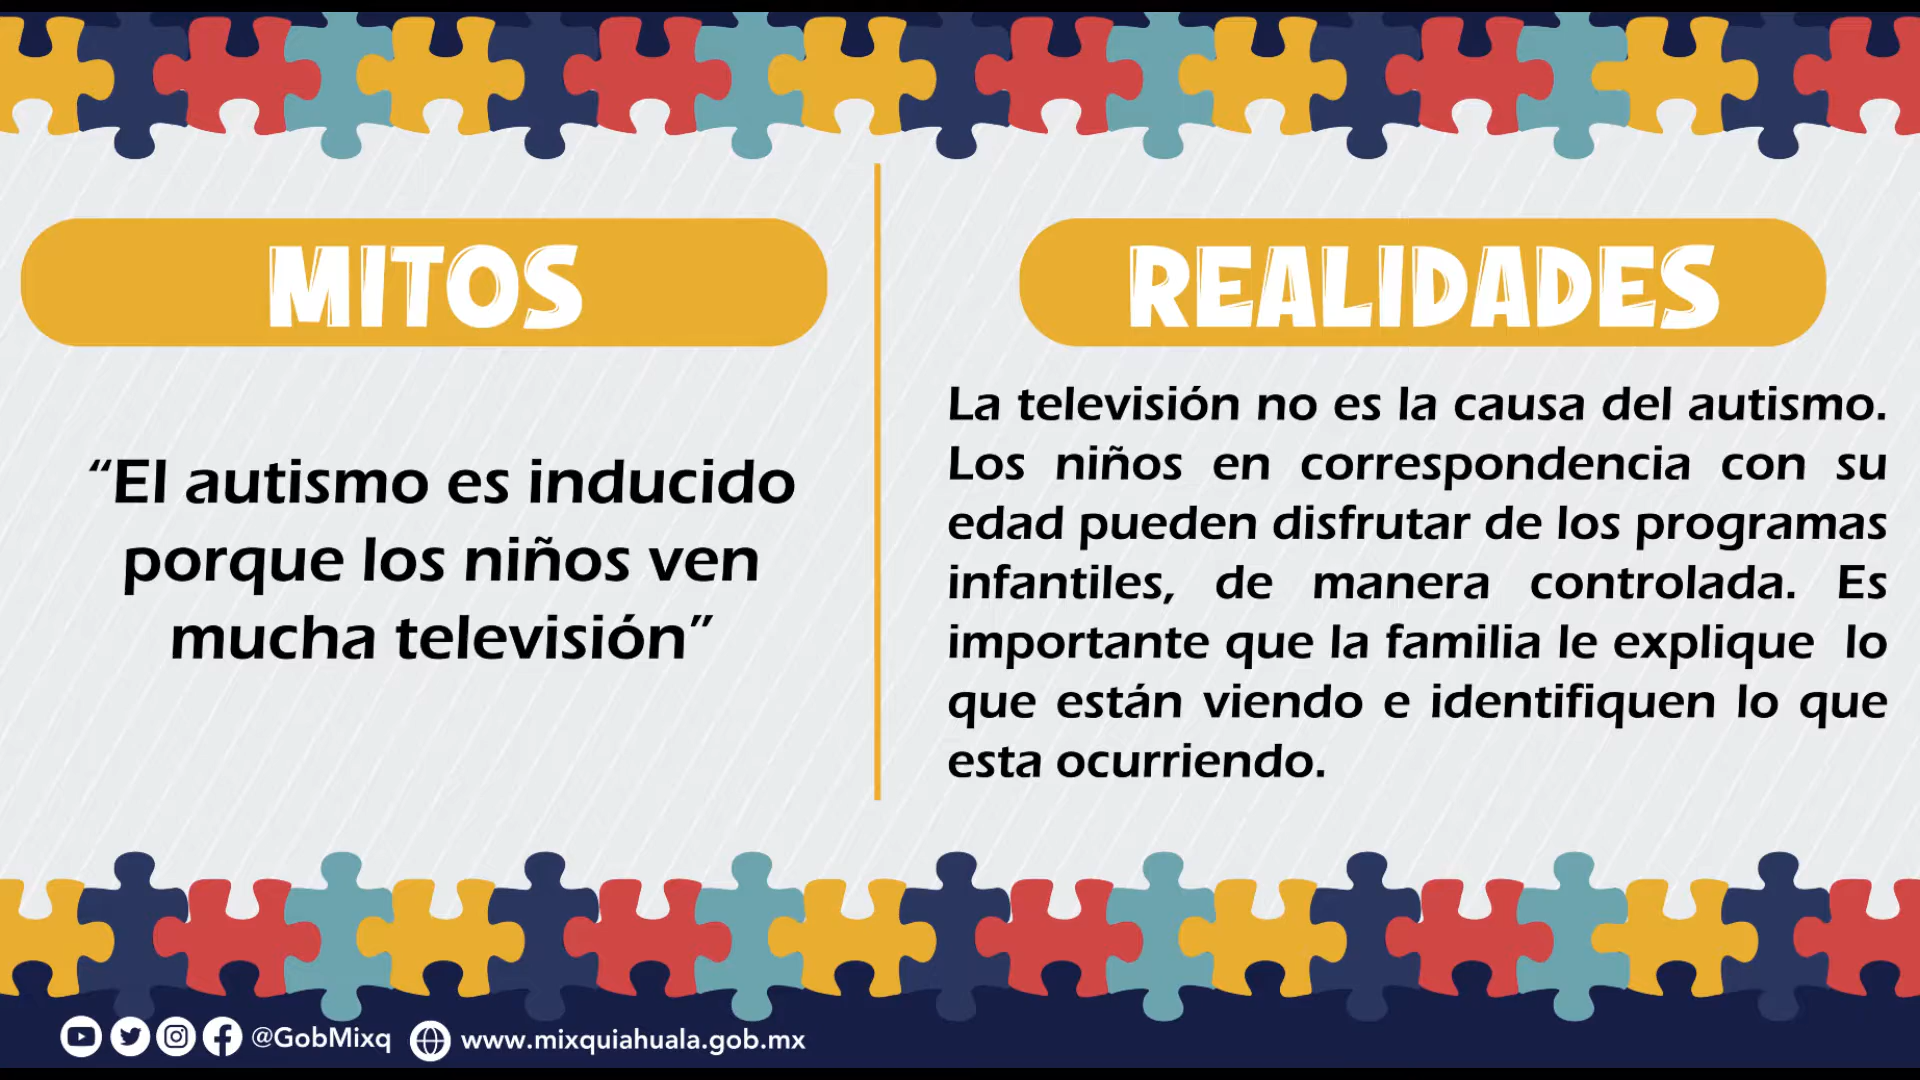 MITOS
“El autismo es inducido
porque los niños ven
mucha televisión”
REALIDADES
La televisión no es la causa del autismo.
Los niños en correspondencia con su
edad pueden disfrutar de los programas
infantiles, de manera controlada. Es
importante que la familia le explique lo
que están viendo e identifiquen lo que
esta ocurriendo.
@GobMixq www.mixquiahuala.gob.mx